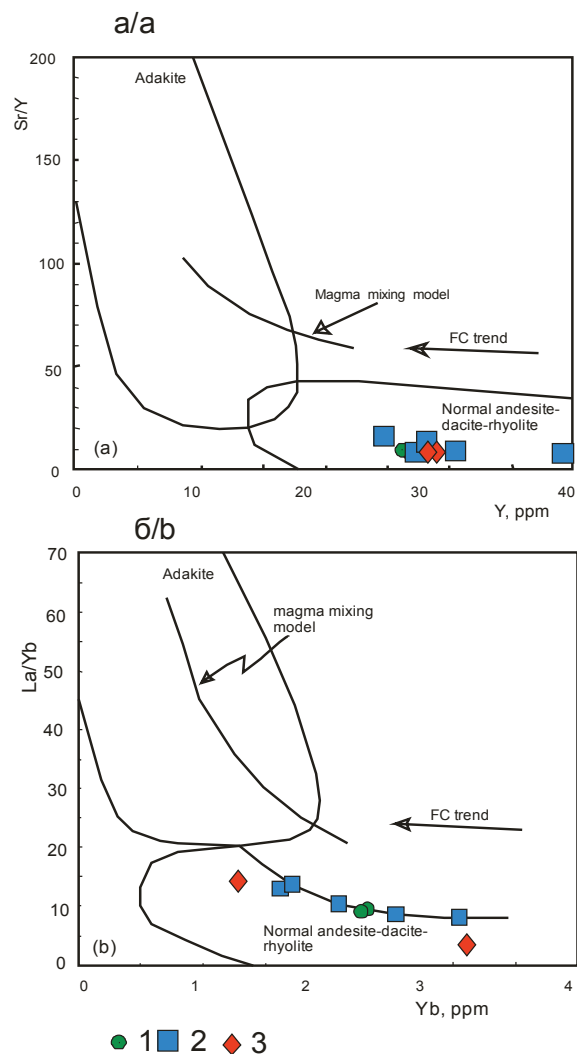 a/a
200
150
100
50
0
Sr/Y
Adakite
Magma mixing model
FC trend
Normal andesite-
dacite-rhyolite
(a)
10
20
30
40
Y, ppm
б/b
70
60
50
40
30
20
10
0
La/Yb
Adakite
magma mixing
model
FC trend
Normal andesite-dacite-
rhyolite
(b)
0
1
2
3
4
Yb, ppm
1 2 3